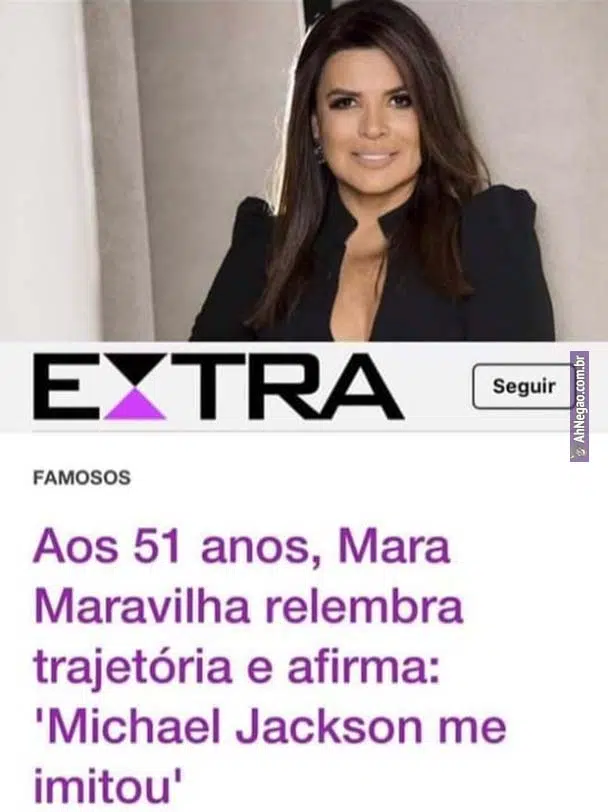 EXTRA
Seguir
AhNegao.com.br
FAMOSOS
Aos 51 anos, Mara
Maravilha relembra
trajetória e afirma:
'Michael Jackson me
imitou'